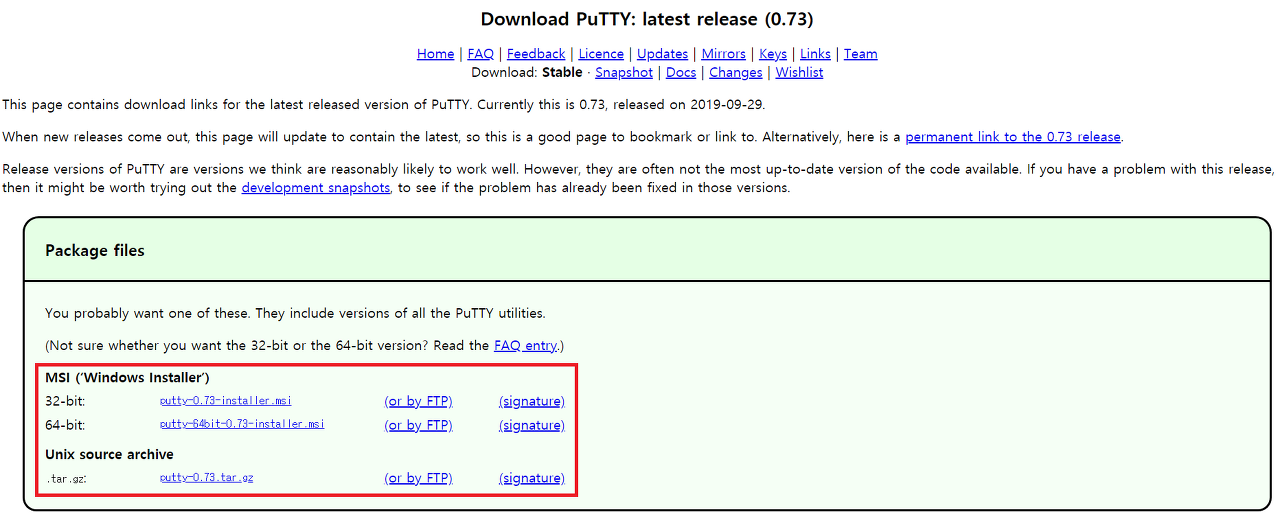 Download PuTTY: latest release (0.73)
Home | FAQ | Feedback | Licence | Updates | Mirrors | Keys | Links | Team
Download: Stable · Snapshot | Docs | Changes | Wishlist
This page contains download links for the latest released version of PuTTY. Currently this is 0.73, released on 2019-09-29.
When new releases come out, this page will update to contain the latest, so this is a good page to bookmark or link to. Alternatively, here is a permanent link to the 0.73 release.
Release versions of PuTTY are versions we think are reasonably likely to work well. However, they are often not the most up-to-date version of the code available. If you have a problem with this release,
then it might be worth trying out the development snapshots, to see if the problem has already been fixed in those versions.
Package files
You probably want one of these. They include versions of all the PuTTY utilities.
(Not sure whether you want the 32-bit or the 64-bit version? Read the FAQ entry.)
MSI (‘Windows Installer’)
32-bit: putty-0.73-installer.msi (or by FTP) (signature)
64-bit: putty-64bit-0.73-installer.msi (or by FTP) (signature)
Unix source archive
.tar.gz: putty-0.73.tar.gz (or by FTP) (signature)